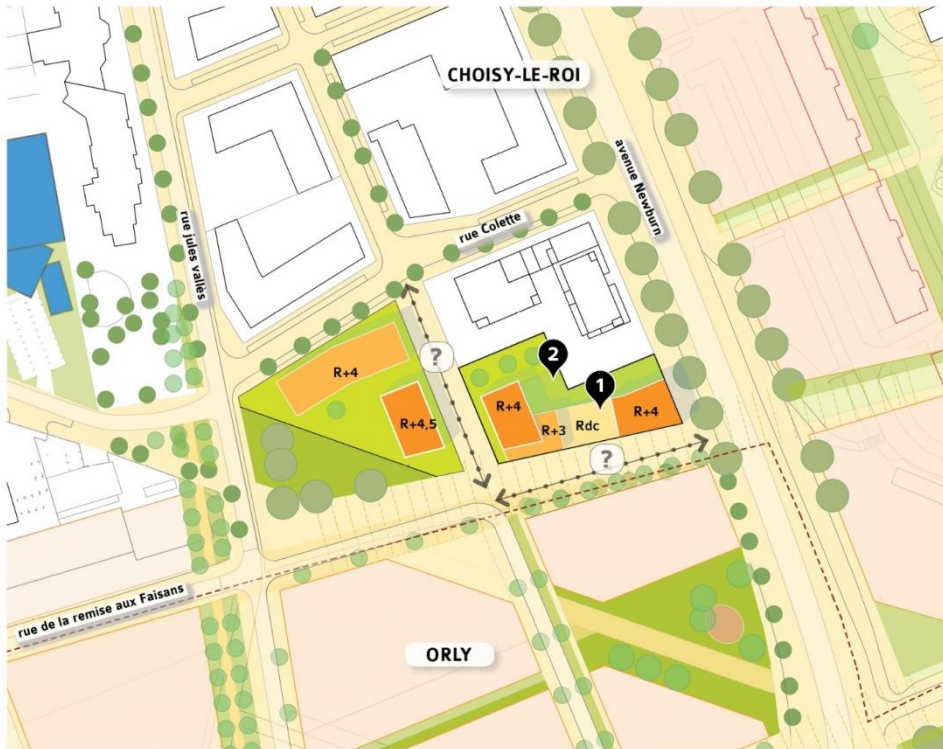 CHOISY-LE-ROI
avenue Newburn
rue Colette
rue jules vallès
?
2
R+4
1
R+4
R+4
R+4,5
R+3
Rdc
?
rue de la remise aux Faisans
ORLY